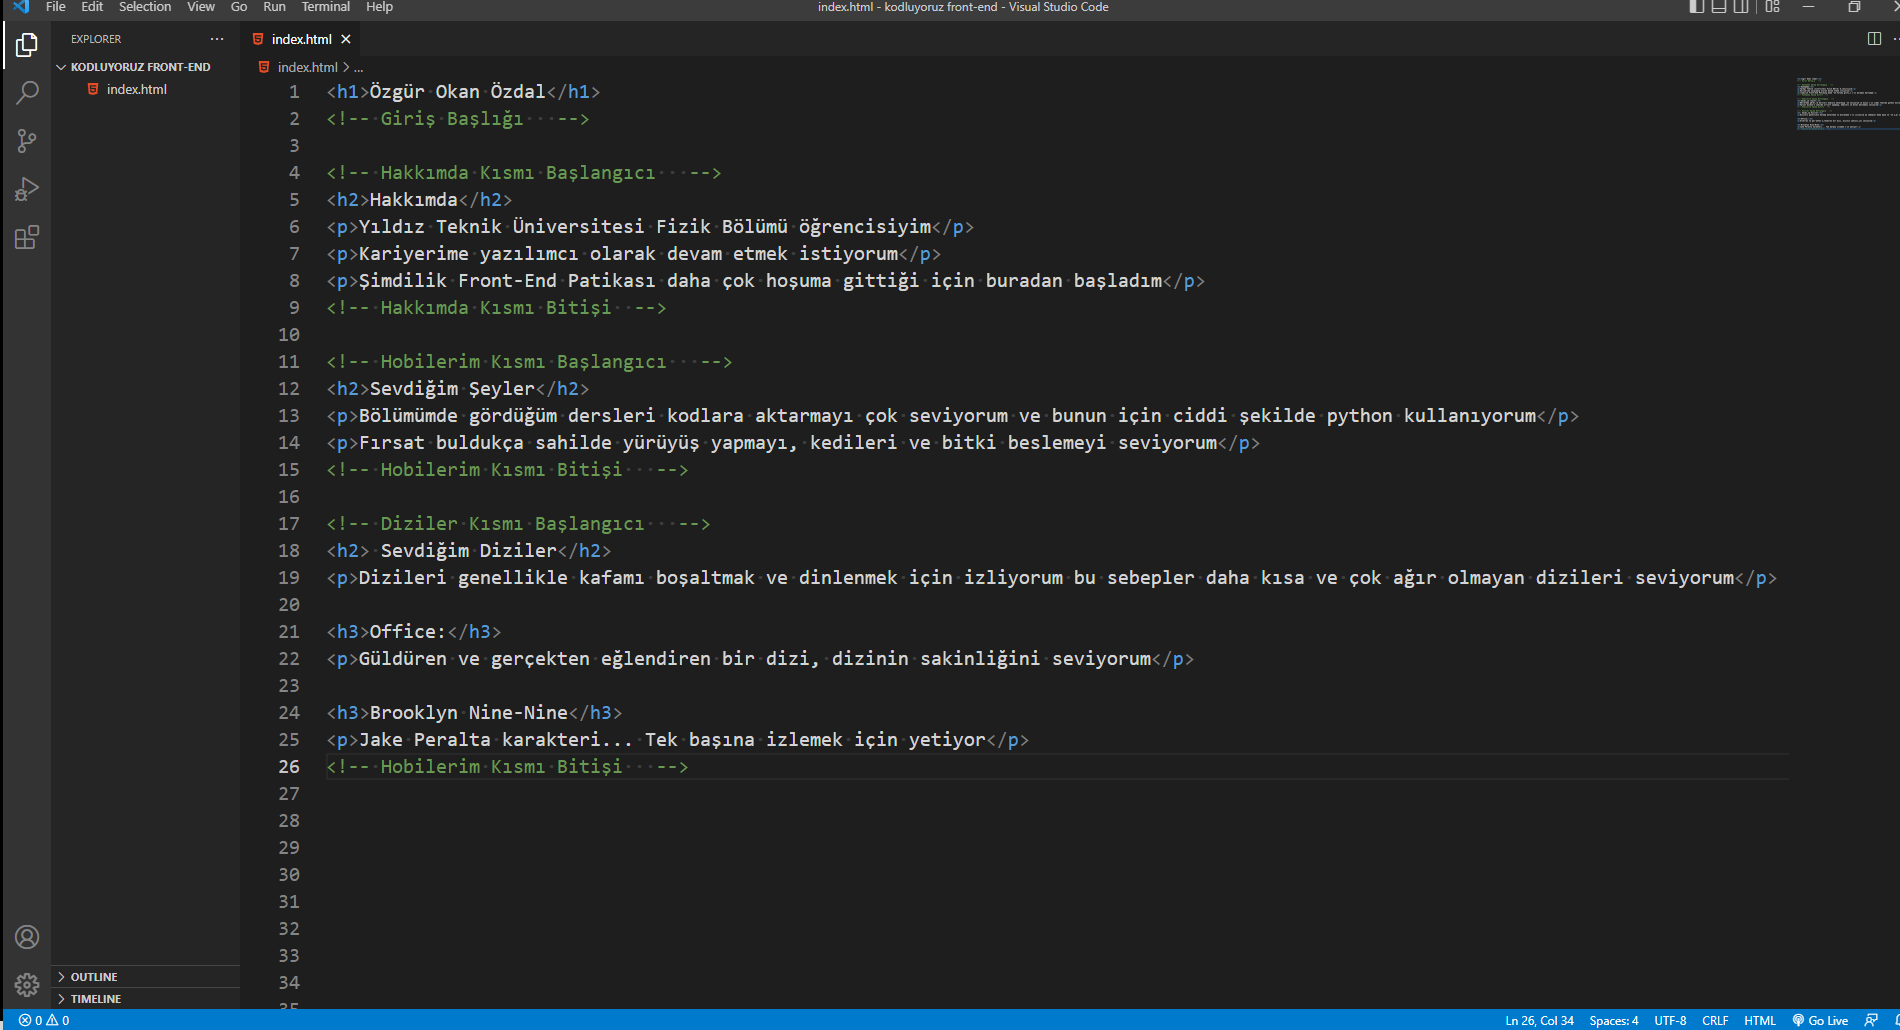 File Edit Selection View Go Run Terminal Help
index.html - kodluyoruz front-end - Visual Studio Code
EXPLORER
KODLUYORUZ FRONT-END
index.html
index.html
index.html > ...
1 <h1>Özgür Okan Özdal</h1>
2 <!-- Giriş Başlığı   -->
3
4 <!-- Hakkımda Kısmı Başlangıcı   -->
5 <h2>Hakkımda</h2>
6 <p>Yıldız Teknik Üniversitesi Fizik Bölümü öğrencisiyim</p>
7 <p>Kariyerime yazılımcı olarak devam etmek istiyorum</p>
8 <p>Şimdilik Front-End Patikası daha çok hoşuma gittiği için buradan başladım</p>
9 <!-- Hakkımda Kısmı Bitişi  -->
10
11 <!-- Hobilerim Kısmı Başlangıcı   -->
12 <h2>Sevdiğim Şeyler</h2>
13 <p>Bölümümde gördüğüm dersleri kodlara aktarmayı çok seviyorum ve bunun için ciddi şekilde python kullanıyorum</p>
14 <p>Fırsat buldukça sahilde yürüyüş yapmayı, kedileri ve bitki beslemeyi seviyorum</p>
15 <!-- Hobilerim Kısmı Bitişi   -->
16
17 <!-- Diziler Kısmı Başlangıcı   -->
18 <h2> Sevdiğim Diziler</h2>
19 <p>Dizileri genellikle kafamı boşaltmak ve dinlenmek için izliyorum bu sebepler daha kısa ve çok ağır olmayan dizileri seviyorum</p>
20
21 <h3>Office:</h3>
22 <p>Güldüren ve gerçekten eğlendiren bir dizi, dizinin sakinliğini seviyorum</p>
23
24 <h3>Brooklyn Nine-Nine</h3>
25 <p>Jake Peralta karakteri... Tek başına izlemek için yetiyor</p>
26 <!-- Hobilerim Kısmı Bitişi   -->
27
28
29
30
31
32
33
34
35
OUTLINE
TIMELINE
0 0
Ln 26, Col 34 Spaces: 4 UTF-8 CRLF HTML Go Live